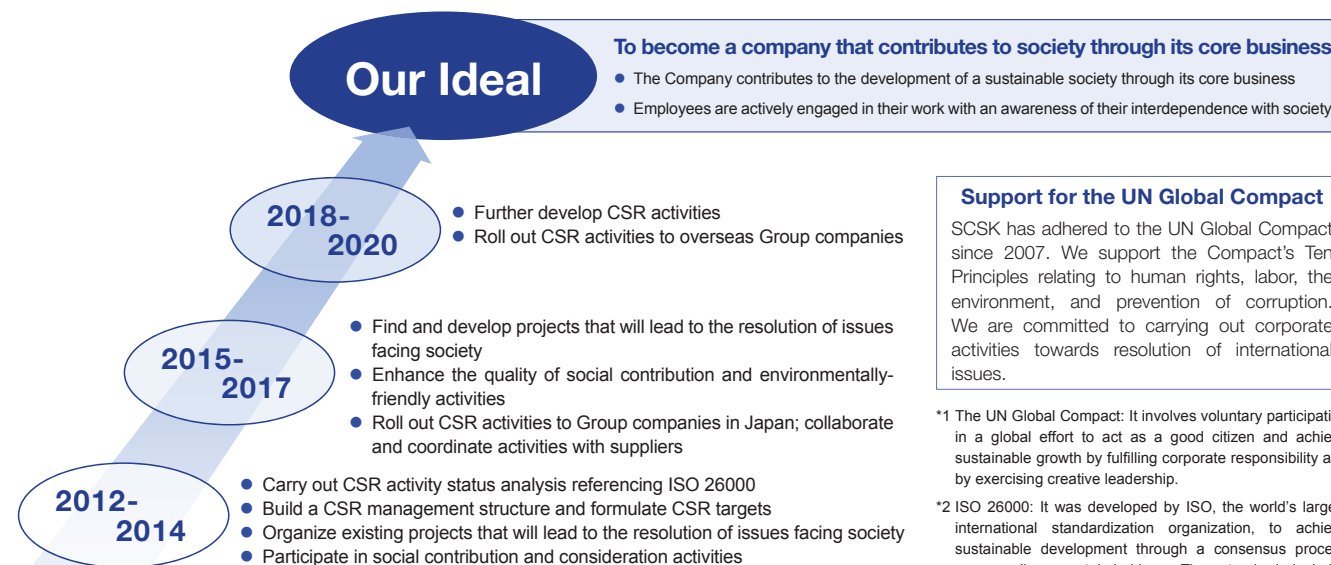 Our Ideal
To become a company that contributes to society through its core business
● The Company contributes to the development of a sustainable society through its core business
● Employees are actively engaged in their work with an awareness of their interdependence with society
2018-
2020
● Further develop CSR activities
● Roll out CSR activities to overseas Group companies
2015-
2017
● Find and develop projects that will lead to the resolution of issues
facing society
● Enhance the quality of social contribution and environmentally-
friendly activities
● Roll out CSR activities to Group companies in Japan; collaborate
and coordinate activities with suppliers
2012-
2014
● Carry out CSR activity status analysis referencing ISO 26000
● Build a CSR management structure and formulate CSR targets
● Organize existing projects that will lead to the resolution of issues facing society
● Participate in social contribution and consideration activities
Support for the UN Global Compact
SCSK has adhered to the UN Global Compact
since 2007. We support the Compact's Ten
Principles relating to human rights, labor, the
environment, and prevention of corruption.
We are committed to carrying out corporate
activities towards resolution of international
issues.
*1 The UN Global Compact: It involves voluntary
in a global effort to act as a good citizen and
sustainable growth by fulfilling corporate responsibility
by exercising creative leadership.
*2 ISO 26000: It was developed by ISO, the world's
international standardization organization, to
sustainable development through a consensus